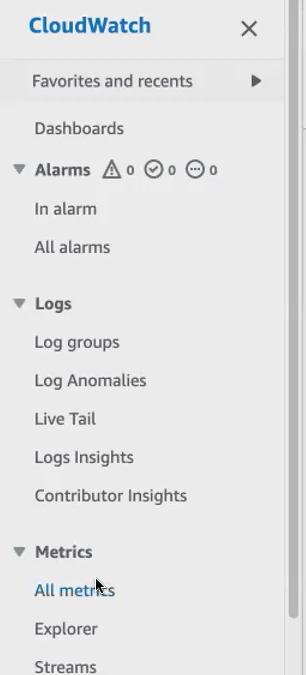 CloudWatch
Favorites and recents
Dashboards
Alarms 0 0 0
In alarm
All alarms
Logs
Log groups
Log Anomalies
Live Tail
Logs Insights
Contributor Insights
Metrics
All metrics
Explorer
Streams